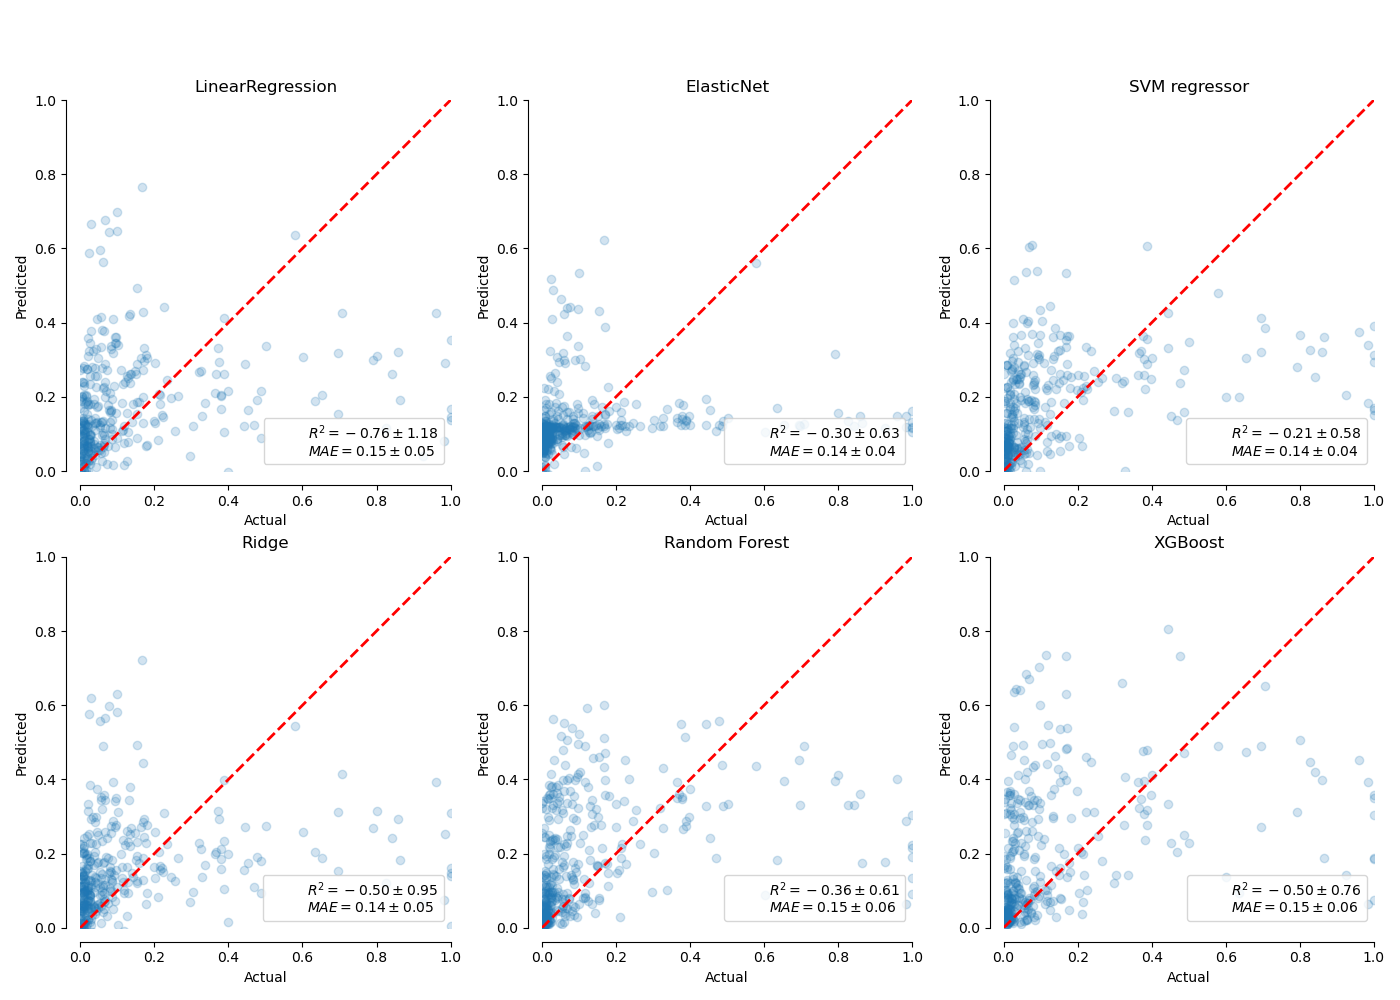 LinearRegression
1.0
0.8
0.6
0.4
0.2
0.0
Predicted
R² = −0.76 ± 1.18
MAE = 0.15 ± 0.05
0.0 0.2 0.4 0.6 0.8 1.0
Actual
ElasticNet
1.0
0.8
0.6
0.4
0.2
0.0
Predicted
R² = −0.30 ± 0.63
MAE = 0.14 ± 0.04
0.0 0.2 0.4 0.6 0.8 1.0
Actual
SVM regressor
1.0
0.8
0.6
0.4
0.2
0.0
Predicted
R² = −0.21 ± 0.58
MAE = 0.14 ± 0.04
0.0 0.2 0.4 0.6 0.8 1.0
Actual
Ridge
1.0
0.8
0.6
0.4
0.2
0.0
Predicted
R² = −0.50 ± 0.95
MAE = 0.14 ± 0.05
0.0 0.2 0.4 0.6 0.8 1.0
Actual
Random Forest
1.0
0.8
0.6
0.4
0.2
0.0
Predicted
R² = −0.36 ± 0.61
MAE = 0.15 ± 0.06
0.0 0.2 0.4 0.6 0.8 1.0
Actual
XGBoost
1.0
0.8
0.6
0.4
0.2
0.0
Predicted
R² = −0.50 ± 0.76
MAE = 0.15 ± 0.06
0.0 0.2 0.4 0.6 0.8 1.0
Actual